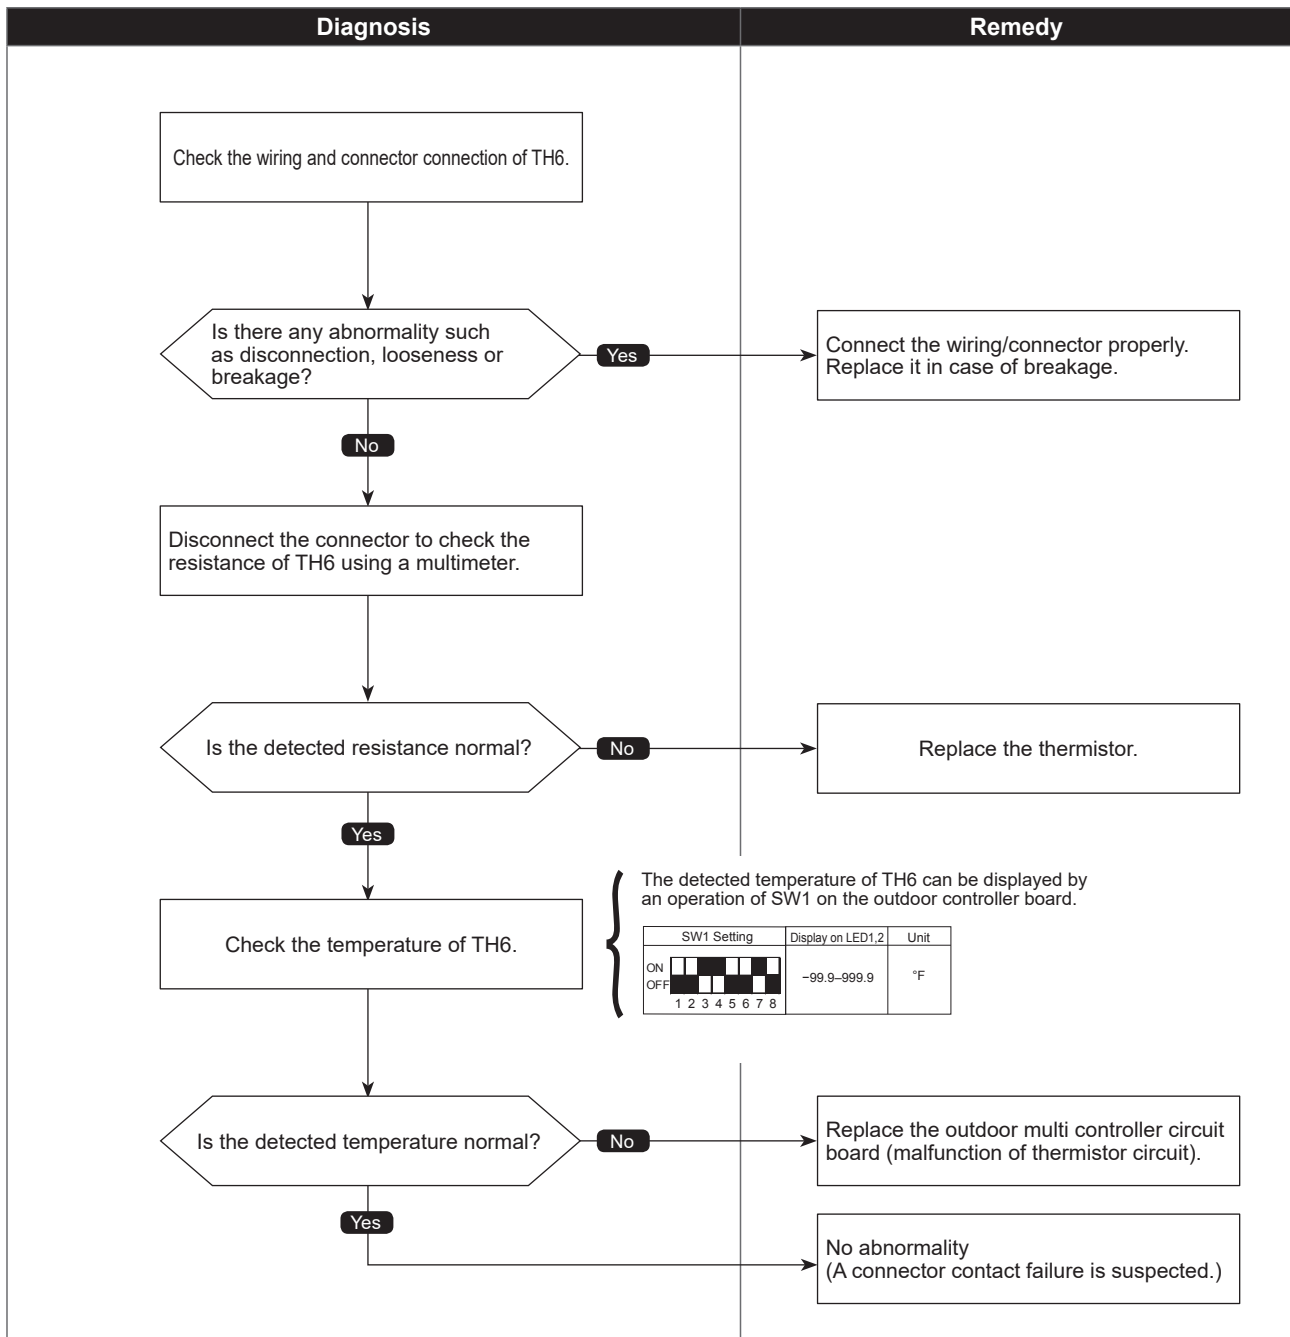 Diagnosis
Remedy
Check the wiring and connector connection of TH6.
Is there any abnormality such
as disconnection, looseness or
breakage?
Yes
Connect the wiring/connector properly.
Replace it in case of breakage.
No
Disconnect the connector to check the
resistance of TH6 using a multimeter.
Is the detected resistance normal?
No
Replace the thermistor.
Yes
The detected temperature of TH6 can be displayed by
an operation of SW1 on the outdoor controller board.
Check the temperature of TH6.
SW1 Setting
Display on LED1,2
Unit
ON
OFF
1 2 3 4 5 6 7 8
−99.9–999.9
°F
Is the detected temperature normal?
No
Replace the outdoor multi controller circuit
board (malfunction of thermistor circuit).
Yes
No abnormality
(A connector contact failure is suspected.)